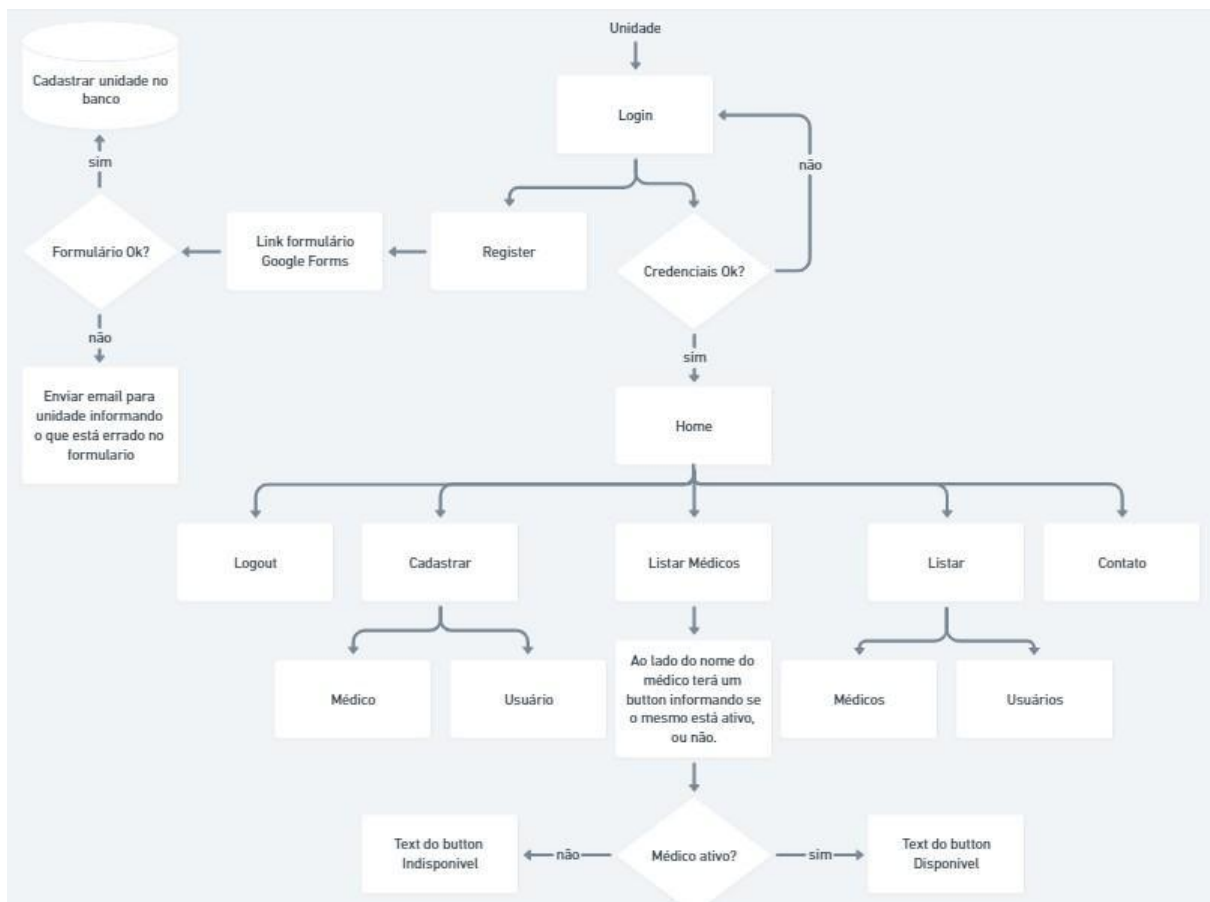 Unidade
Cadastrar unidade no
banco
Login
sim
não
Formulário Ok?
Link formulário
Google Forms
Register
Credenciais Ok?
não
sim
Enviar email para
unidade informando
o que está errado no
formulario
Home
Logout
Cadastrar
Listar Médicos
Listar
Contato
Médico
Usuário
Ao lado do nome do
médico terá um
button informando se
o mesmo está ativo,
ou não.
Médicos
Usuários
Text do button
Indisponivel
não
Médico ativo?
sim
Text do button
Disponivel